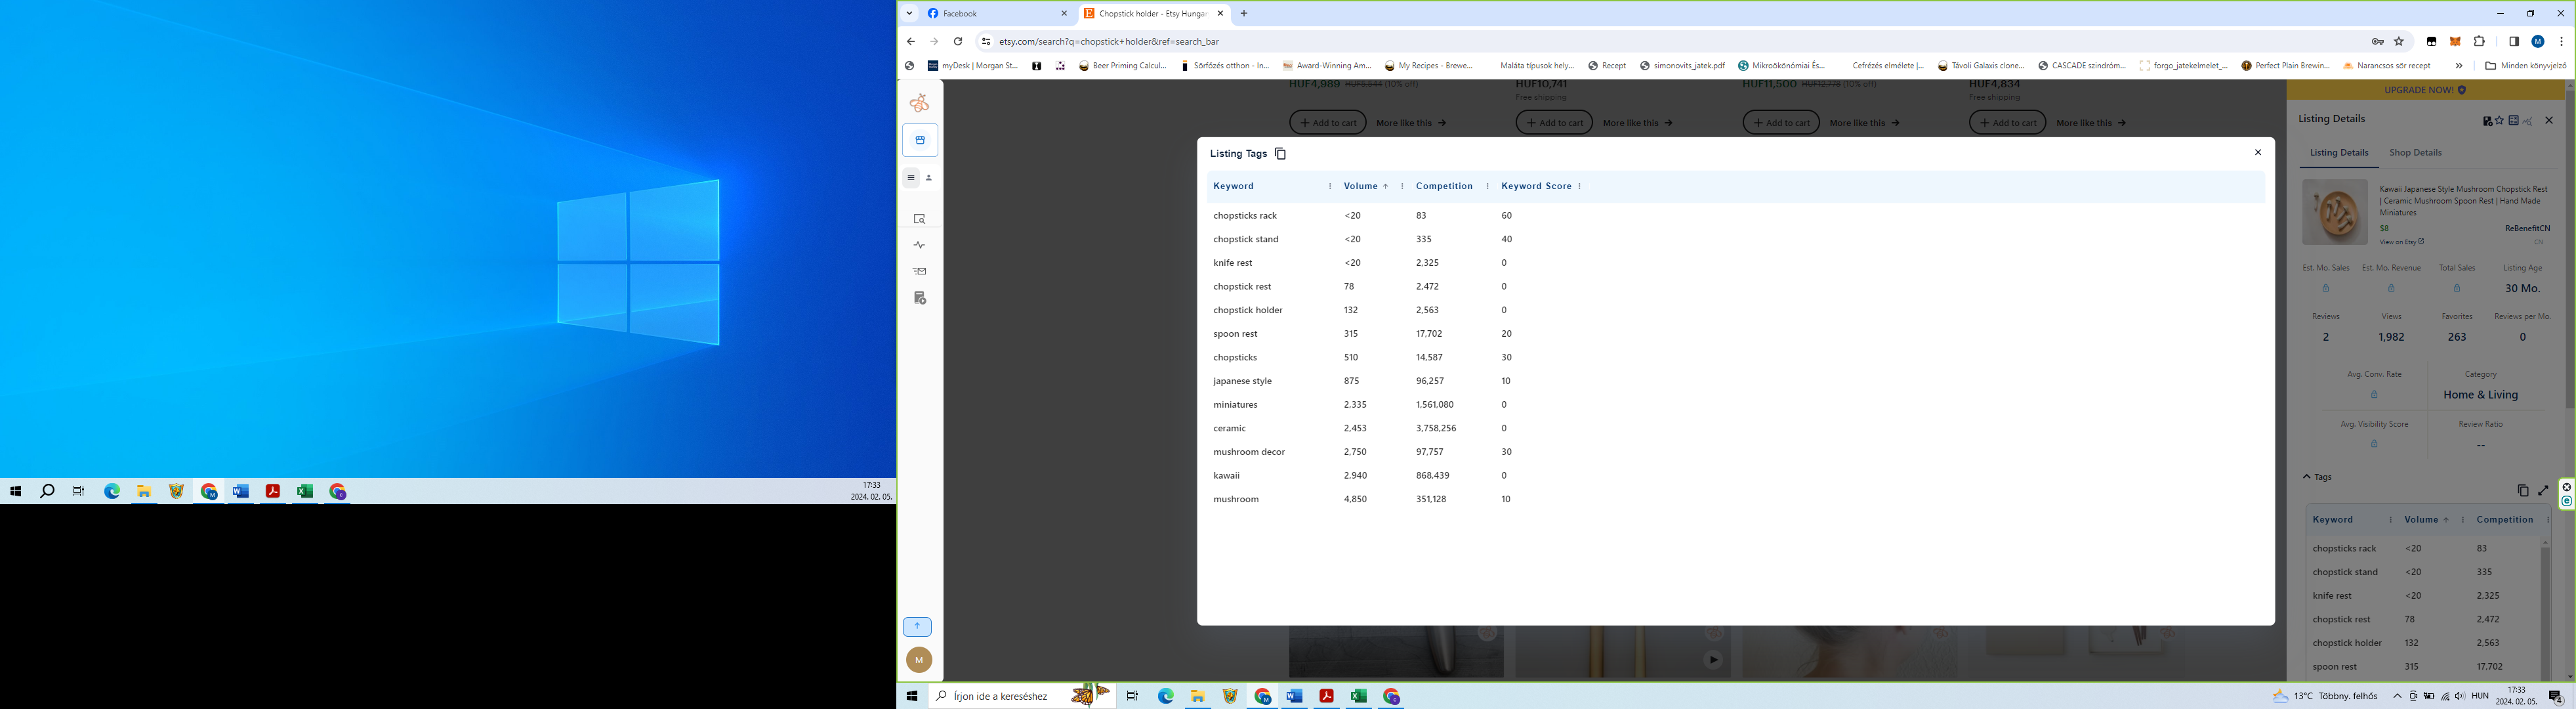 17:33
2024. 02. 05.
Facebook
Chopstick holder - Etsy Hungar
etsy.com/search?q=chopstick+holder&ref=search_bar
M
myDesk | Morgan St...
Beer Priming Calcul...
Sörfőzés otthon - In...
Award-Winning Am...
My Recipes - Brewe...
Maláta típusok hely...
Recept
simonovits_jatek.pdf
Mikroökonómiai És...
Cefrézés elmélete |...
Távoli Galaxis clone...
CASCADE szindróm...
forgo_jatekelmelet_...
Perfect Plain Brewin...
Narancsos sör recept
Minden könyvjelző
HUF4,989 (10% off)
HUF10,741
HUF11,500 (10% off)
HUF4,834
Free shipping
Free shipping
Add to cart More like this
Add to cart More like this
Add to cart More like this
Add to cart More like this
Listing Tags
Keyword Volume Competition Keyword Score
chopsticks rack <20 83 60
chopstick stand <20 335 40
knife rest <20 2,325 0
chopstick rest 78 2,472 0
chopstick holder 132 2,563 0
spoon rest 315 17,702 20
chopsticks 510 14,587 30
japanese style 875 96,257 10
miniatures 2,335 1,561,080 0
ceramic 2,453 3,758,256 0
mushroom decor 2,750 97,757 30
kawaii 2,940 868,439 0
mushroom 4,850 351,128 10
UPGRADE NOW!
Listing Details
Listing Details Shop Details
Kawaii Japanese Style Mushroom Chopstick Rest
| Ceramic Mushroom Spoon Rest | Hand Made
Miniatures
$8 ReBenefitCN
View on Etsy CN
Est. Mo. Sales Est. Mo. Revenue Total Sales Listing Age
30 Mo.
Reviews Views Favorites Reviews per Mo.
2 1,982 263 0
Avg. Conv. Rate Category
Home & Living
Avg. Visibility Score Review Ratio
--
Tags
Keyword Volume Competition
chopsticks rack <20 83
chopstick stand <20 335
knife rest <20 2,325
chopstick rest 78 2,472
chopstick holder 132 2,563
spoon rest 315 17,702
M
Írjon ide a kereséshez
13°C Többny. felhős
HUN
17:33
2024. 02. 05.
4